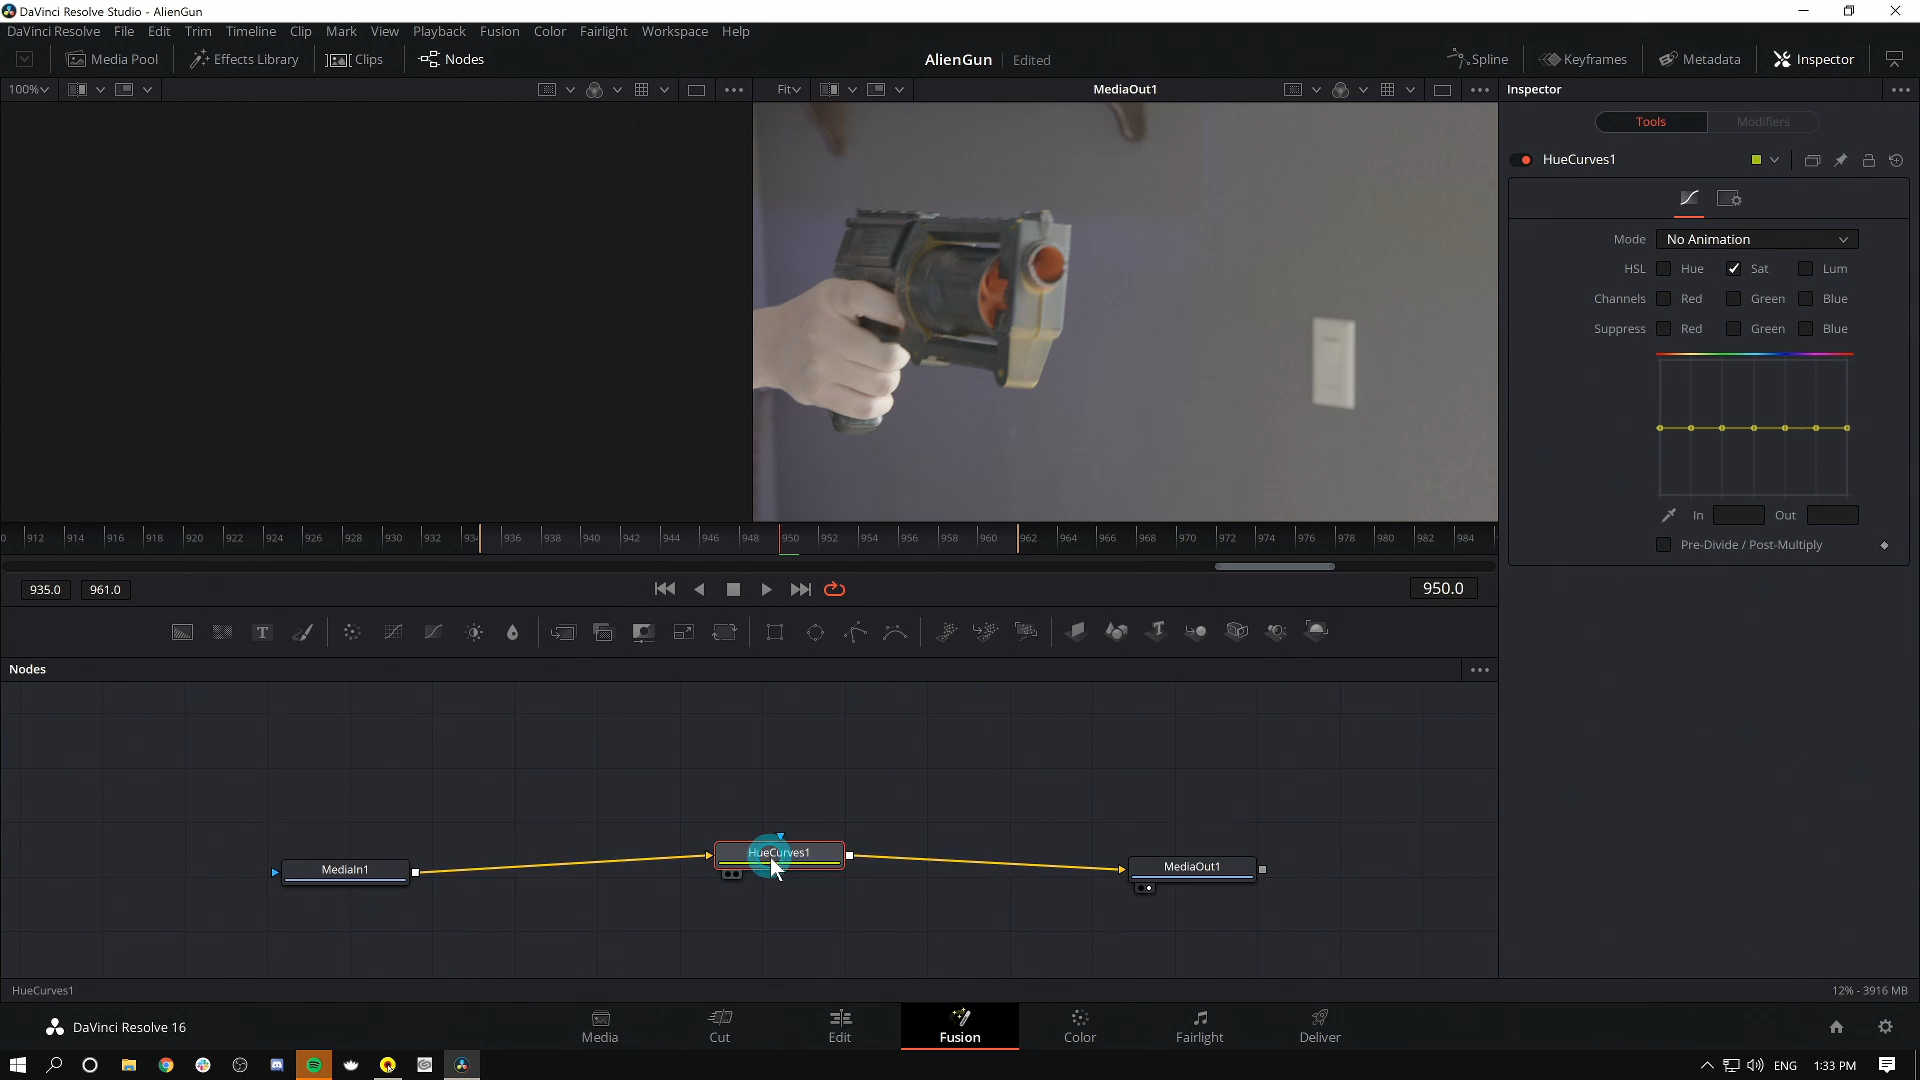 DaVinci Resolve Studio - AlienGun
DaVinci Resolve File Edit Trim Timeline Clip Mark View Playback Fusion Color Fairlight Workspace Help
Media Pool Effects Library Clips Nodes AlienGun Edited Spline Keyframes Metadata Inspector
100% Fit MediaOut1 Inspector
Tools Modifiers
HueCurves1
Mode No Animation
HSL Hue Sat Lum
Channels Red Green Blue
Suppress Red Green Blue
In Out
Pre-Divide / Post-Multiply
912 914 916 918 920 922 924 926 928 930 932 936 938 940 942 944 946 948 950 952 954 956 958 960 962 964 966 968 970 972 974 976 978 980 982 984
935.0 961.0 950.0
Nodes
HueCurves1
MediaIn1
MediaOut1
HueCurves1 12% - 3916 MB
DaVinci Resolve 16 Media Cut Edit Fusion Color Fairlight Deliver
ENG 1:33 PM